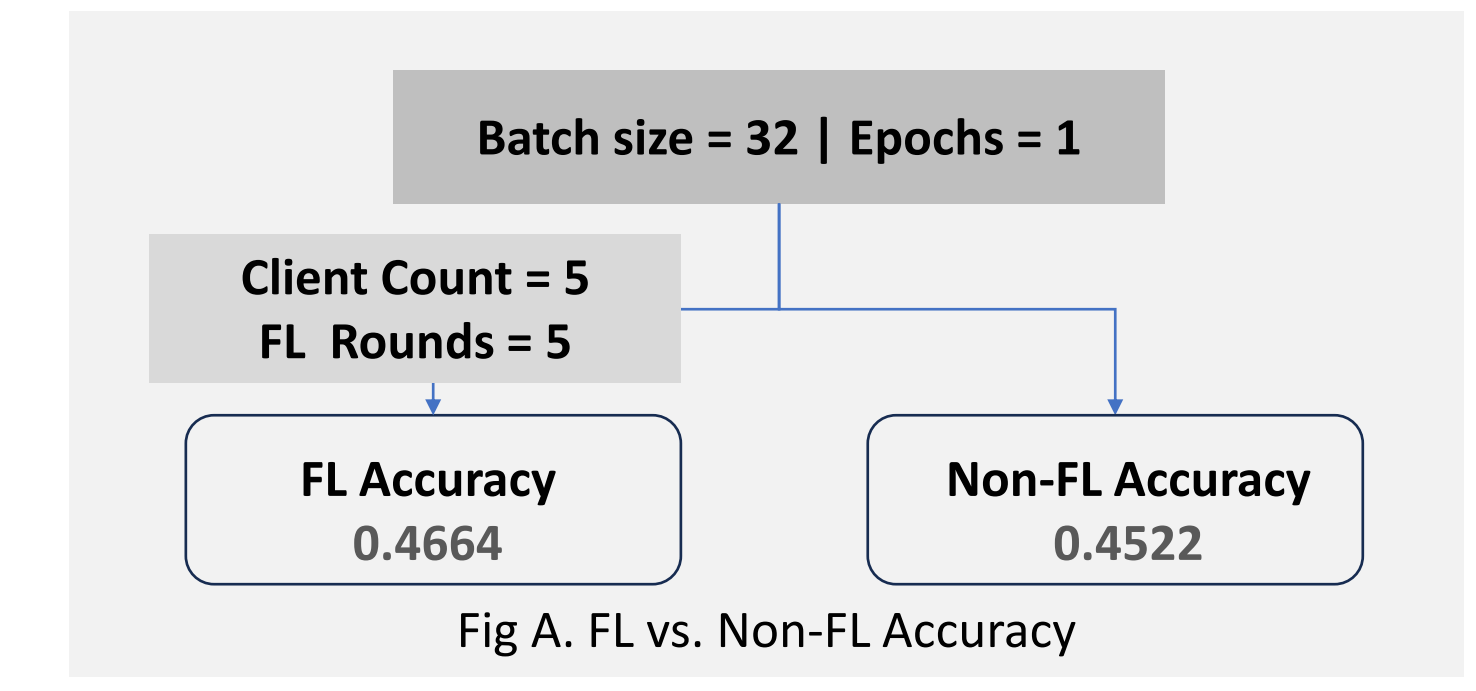 Batch size = 32 | Epochs = 1
Client Count = 5
FL  Rounds = 5
FL Accuracy
0.4664
Non-FL Accuracy
0.4522
Fig A. FL vs. Non-FL Accuracy